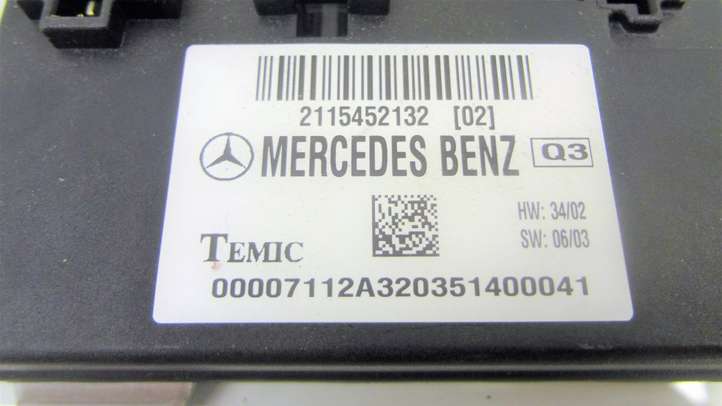 2115452132 [02]
MERCEDES BENZ Q3
HW: 34/02
SW: 06/03
TEMIC
00007112A320351400041